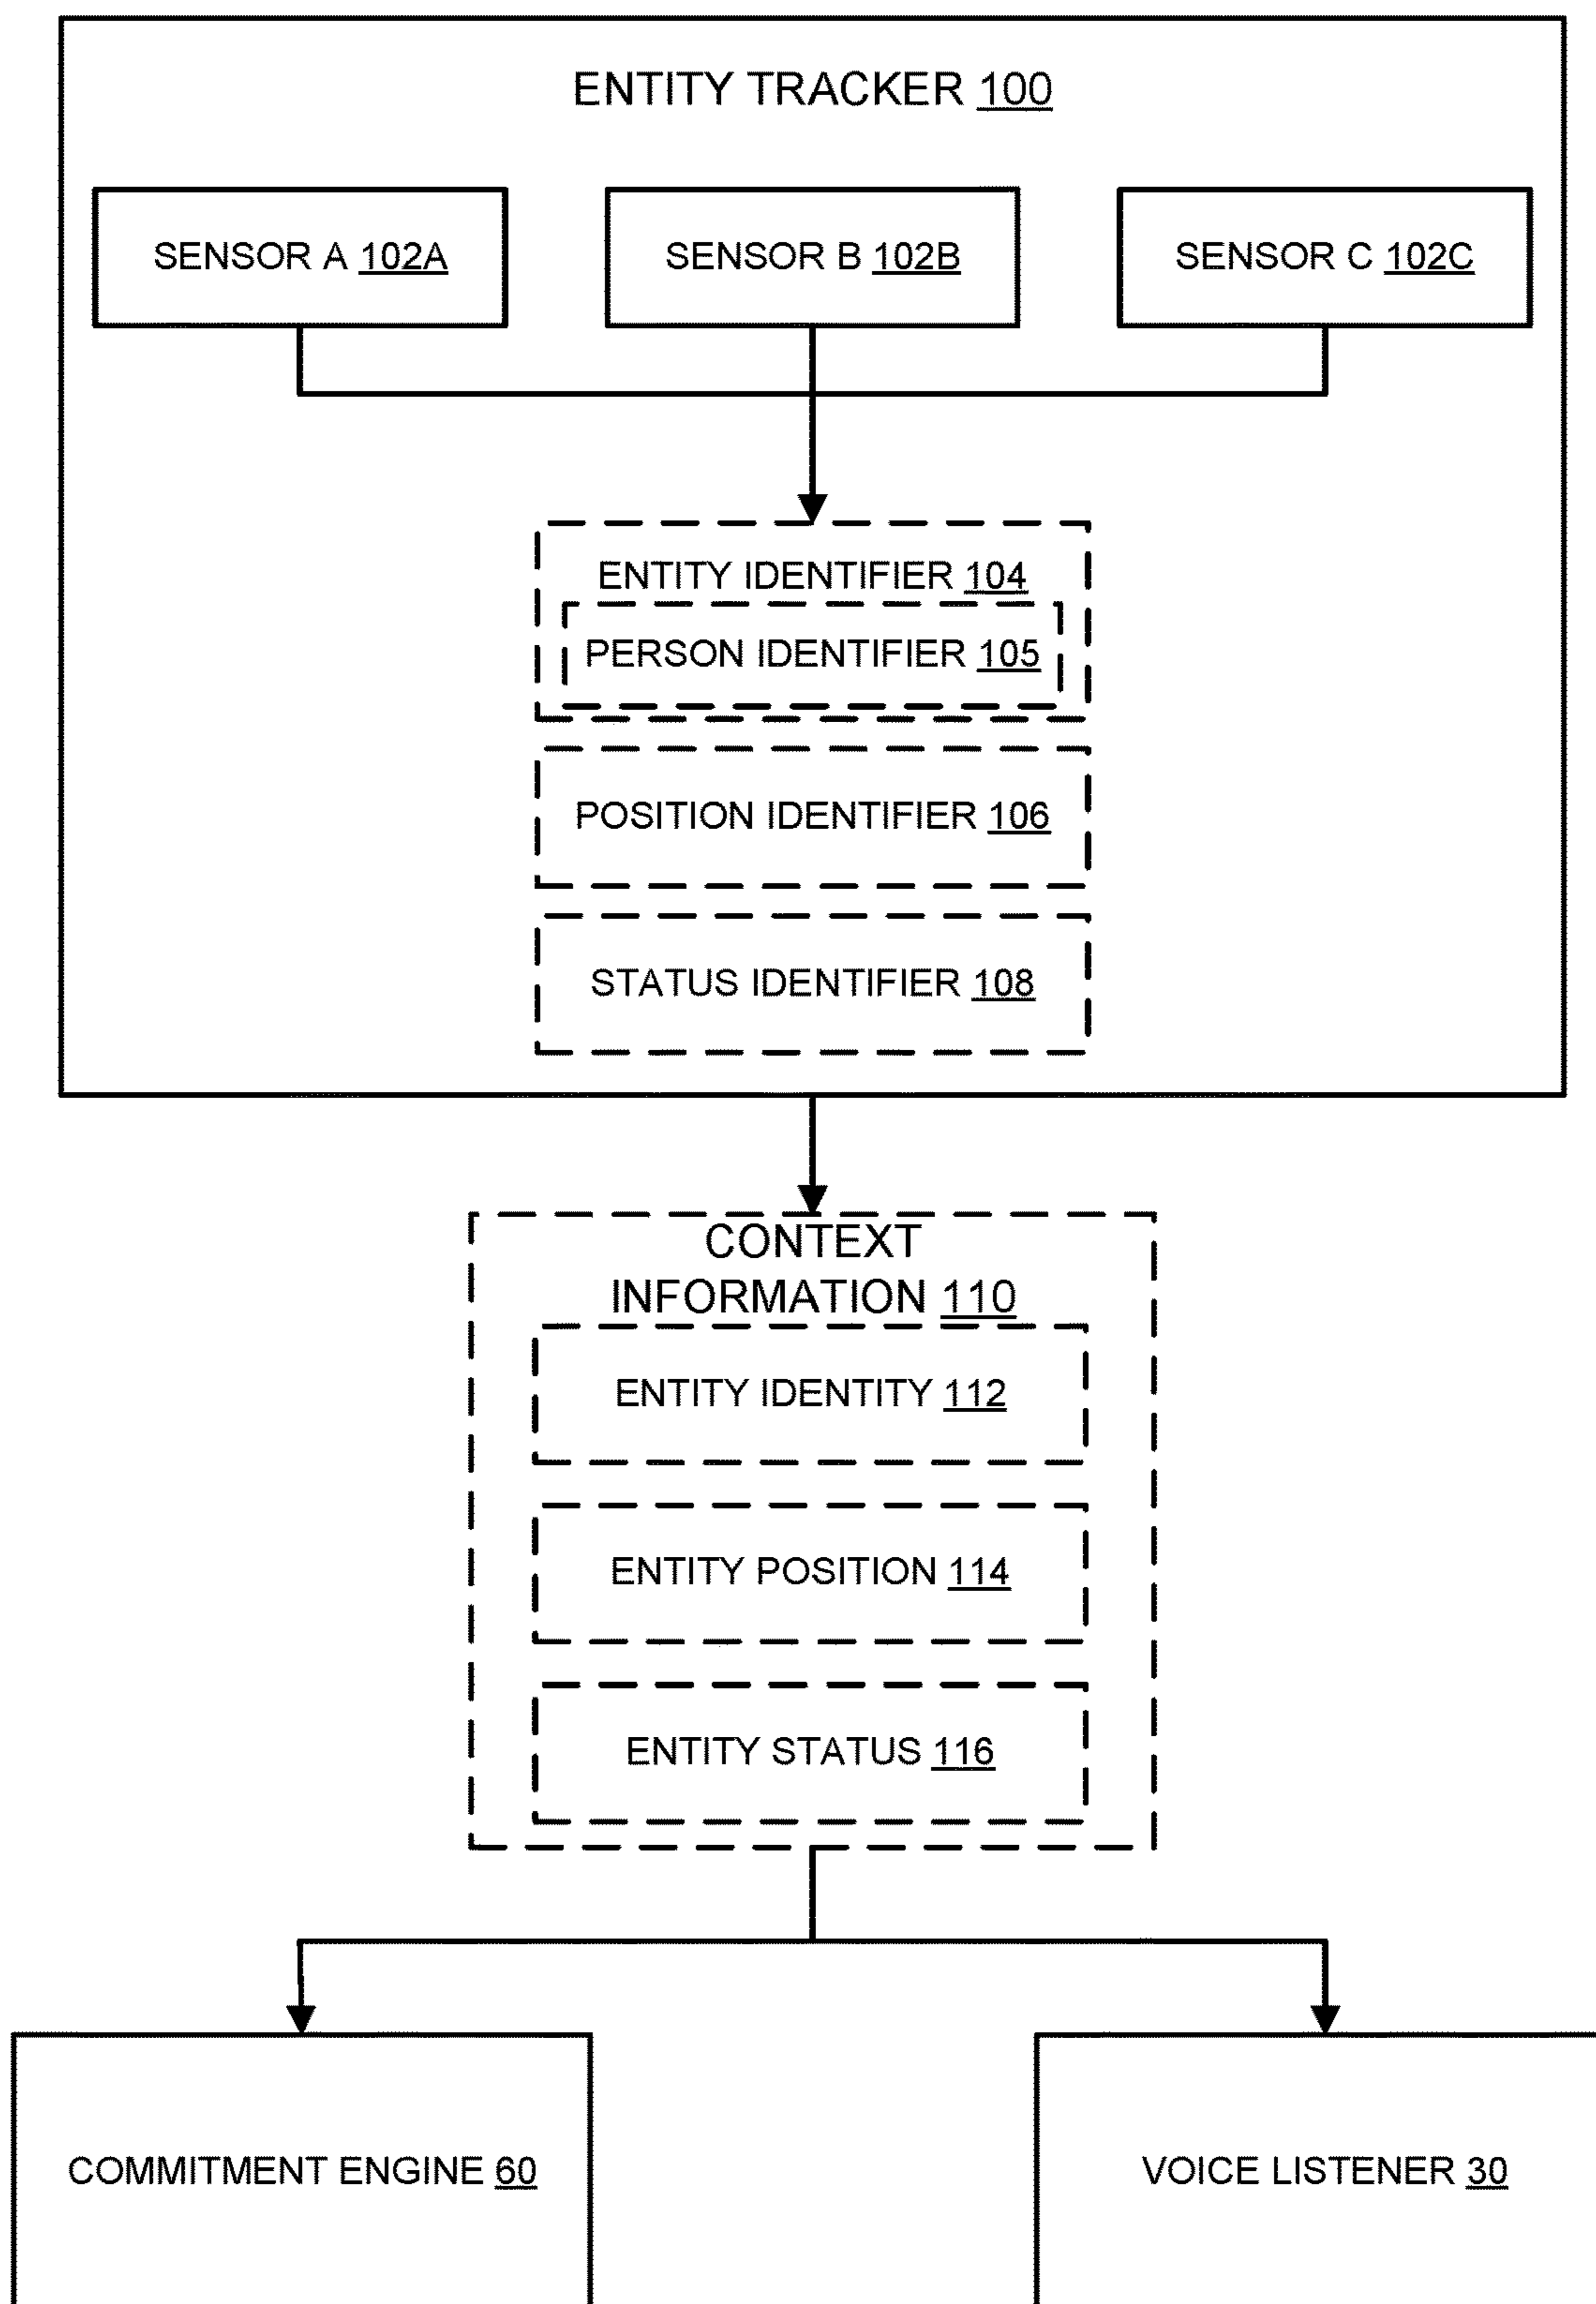 ENTITY TRACKER 100
SENSOR A 102A
SENSOR B 102B
SENSOR C 102C
ENTITY IDENTIFIER 104
PERSON IDENTIFIER 105
POSITION IDENTIFIER 106
STATUS IDENTIFIER 108
CONTEXT
INFORMATION 110
ENTITY IDENTITY 112
ENTITY POSITION 114
ENTITY STATUS 116
COMMITMENT ENGINE 60
VOICE LISTENER 30